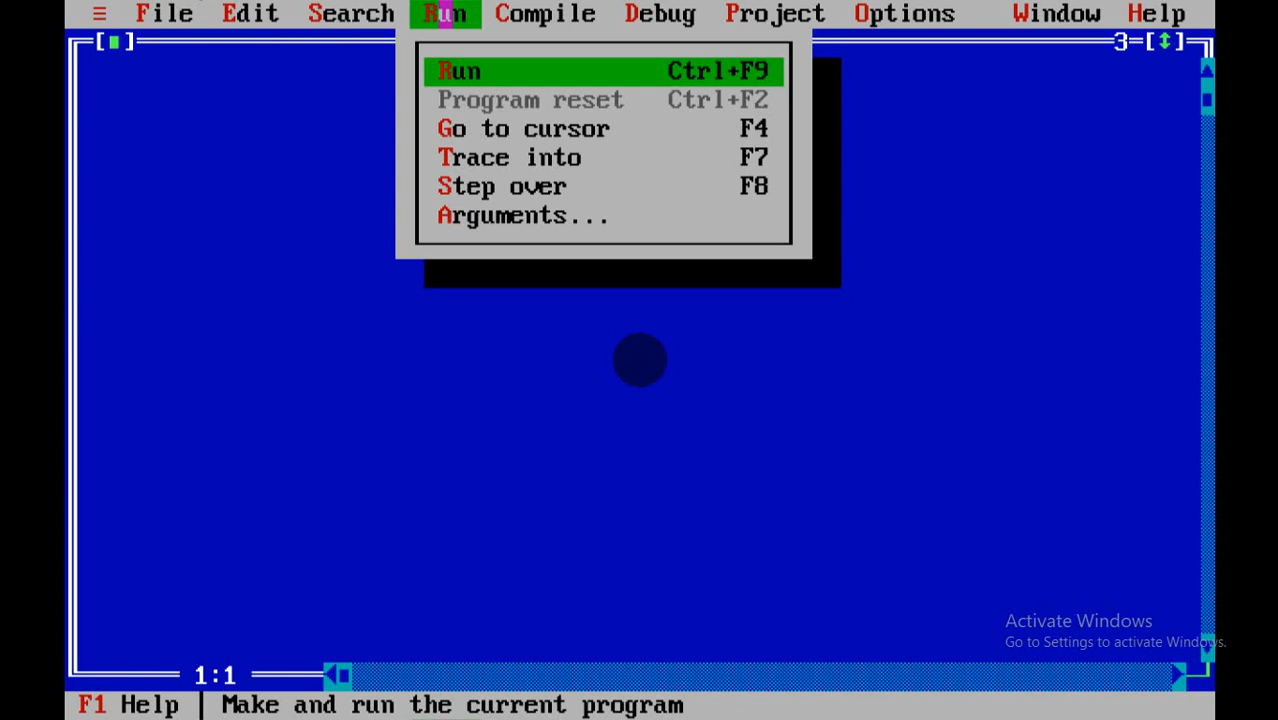 ≡ File Edit Search Run Compile Debug Project Options Window Help
3
Run Ctrl+F9
Program reset Ctrl+F2
Go to cursor F4
Trace into F7
Step over F8
Arguments...
Activate Windows
Go to Settings to activate Windows.
1:1
F1 Help Make and run the current program